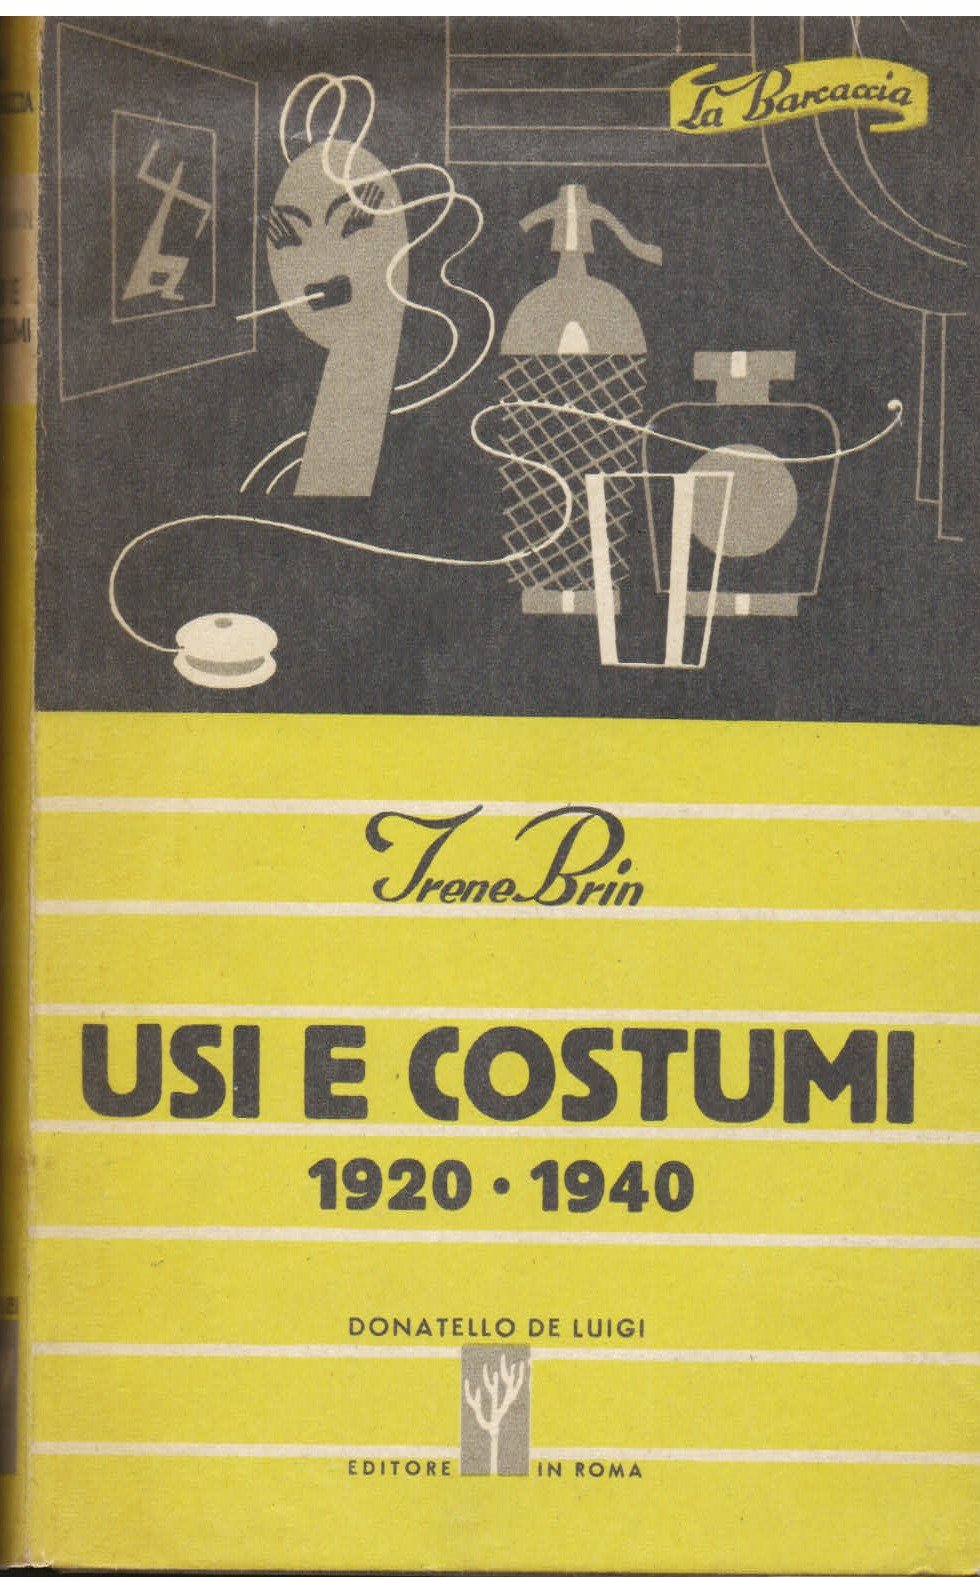 La Barcaccia
Irene Brin
USI E COSTUMI
1920 • 1940
DONATELLO DE LUIGI
EDITORE IN ROMA